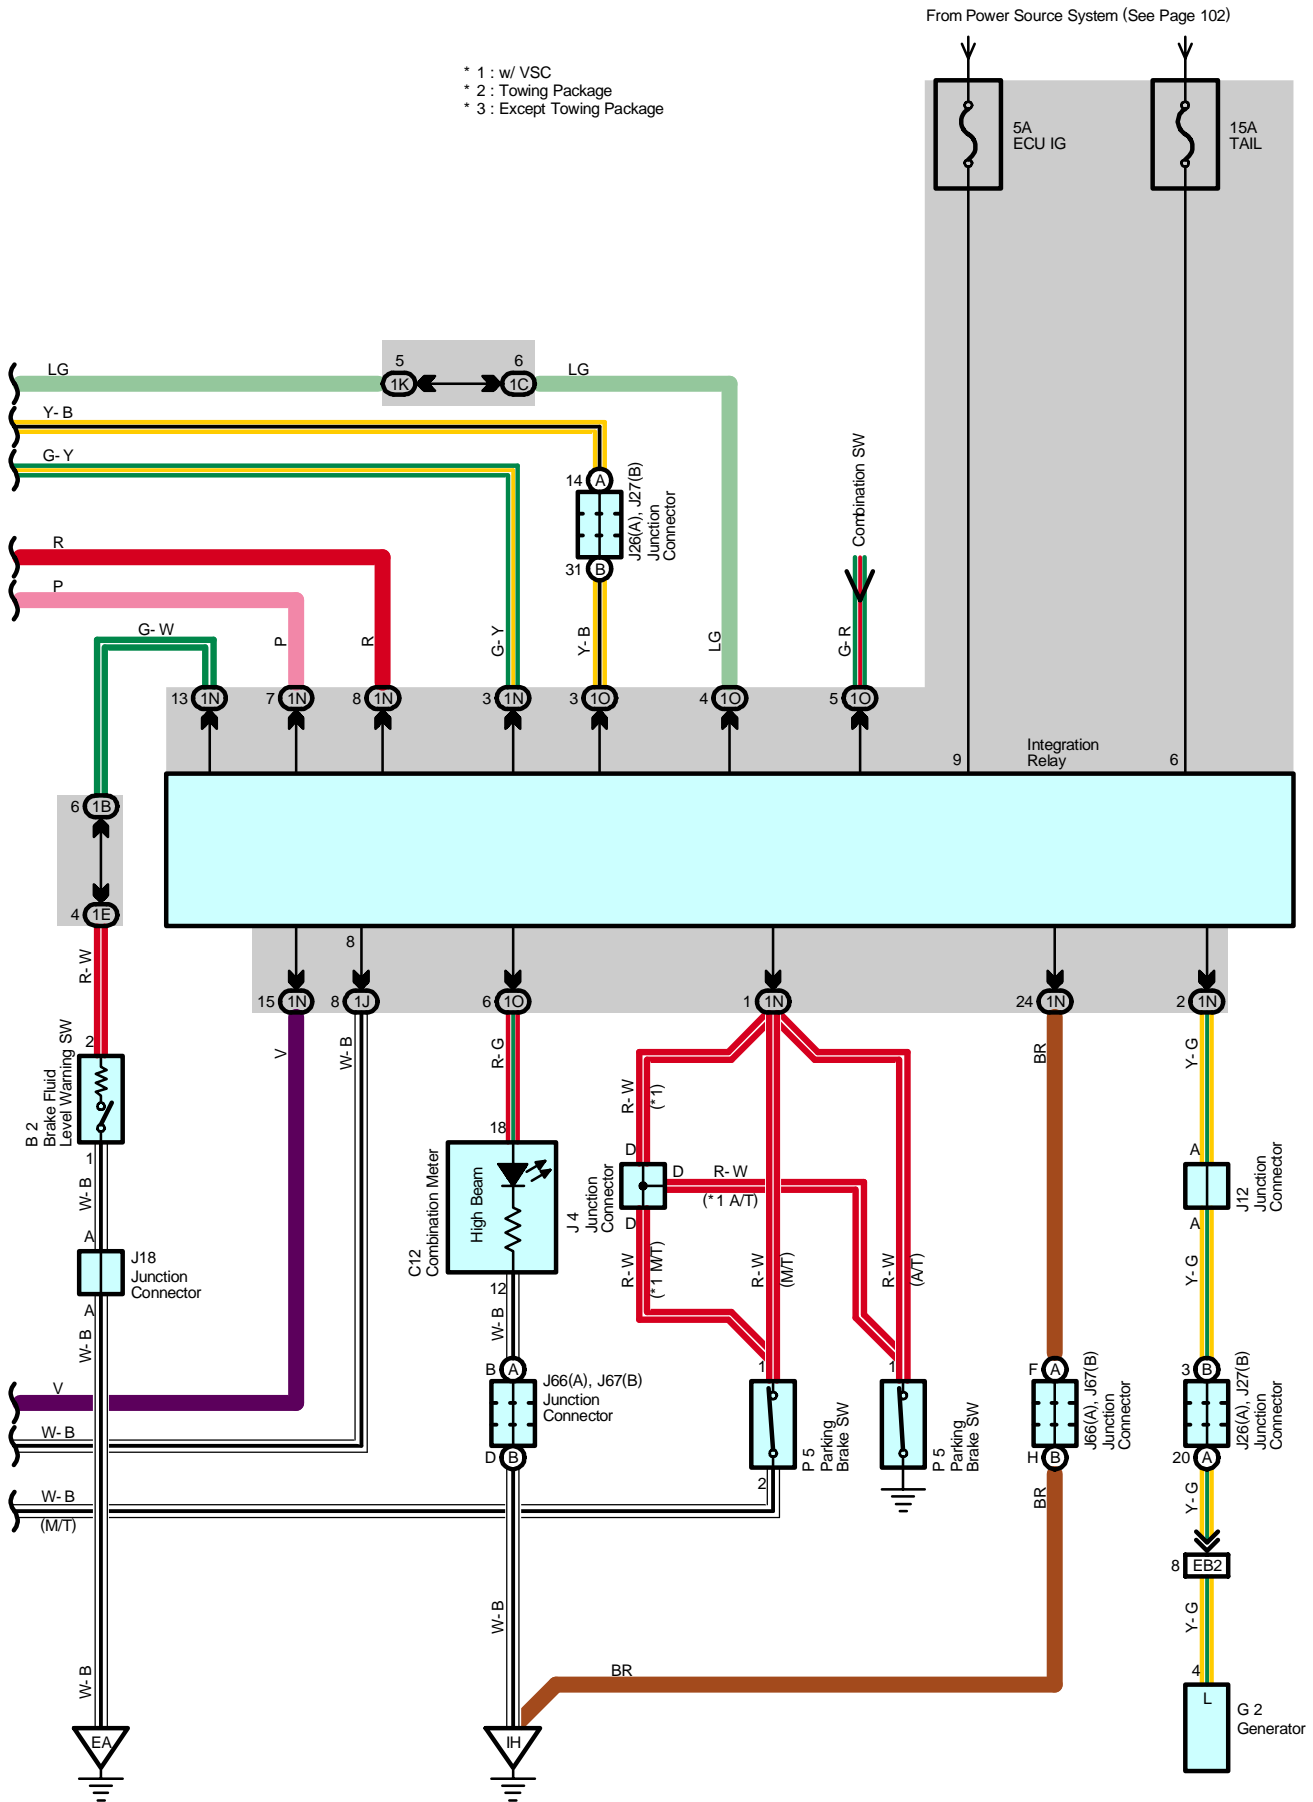 From Power Source System (See Page 102)
* 1 : w/ VSC
* 2 : Towing Package
* 3 : Except Towing Package
5A
ECU IG
15A
TAIL
LG
5
1K
6
1C
LG
Y- B
G- Y
14
A
J26(A), J27(B)
Junction
Connector
31
B
Combination SW
R
P
G- W
P
R
G- Y
Y- B
LG
G- R
13
1N
7
1N
8
1N
3
1N
3
1O
4
1O
5
1O
Integration
Relay
9
6
6
1B
4
1E
R- W
8
15
1N
8
1J
6
1O
1
1N
24
1N
2
1N
2
B 2
Brake Fluid
Level Warning SW
1
W- B
A
J18
Junction
Connector
A
W- B
V
W- B
R- G
18
C12
Combination Meter
High Beam
12
W- B
B
A
J66(A), J67(B)
Junction
Connector
D
B
R- W
(* 1)
D
D
J 4
Junction
Connector
D
R- W
(* 1 A/T)
R- W
(* 1 M/T)
R- W
(M/T)
R- W
(A/T)
1
P 5
Parking
Brake SW
2
1
P 5
Parking
Brake SW
BR
F
A
J66(A), J67(B)
Junction
Connector
H
B
BR
Y- G
A
J12
Junction
Connector
A
Y- G
3
B
J26(A), J27(B)
Junction
Connector
20
A
Y- G
8
EB2
Y- G
4
L
G 2
Generator
V
W- B
W- B
(M/T)
W- B
W- B
BR
EA
IH